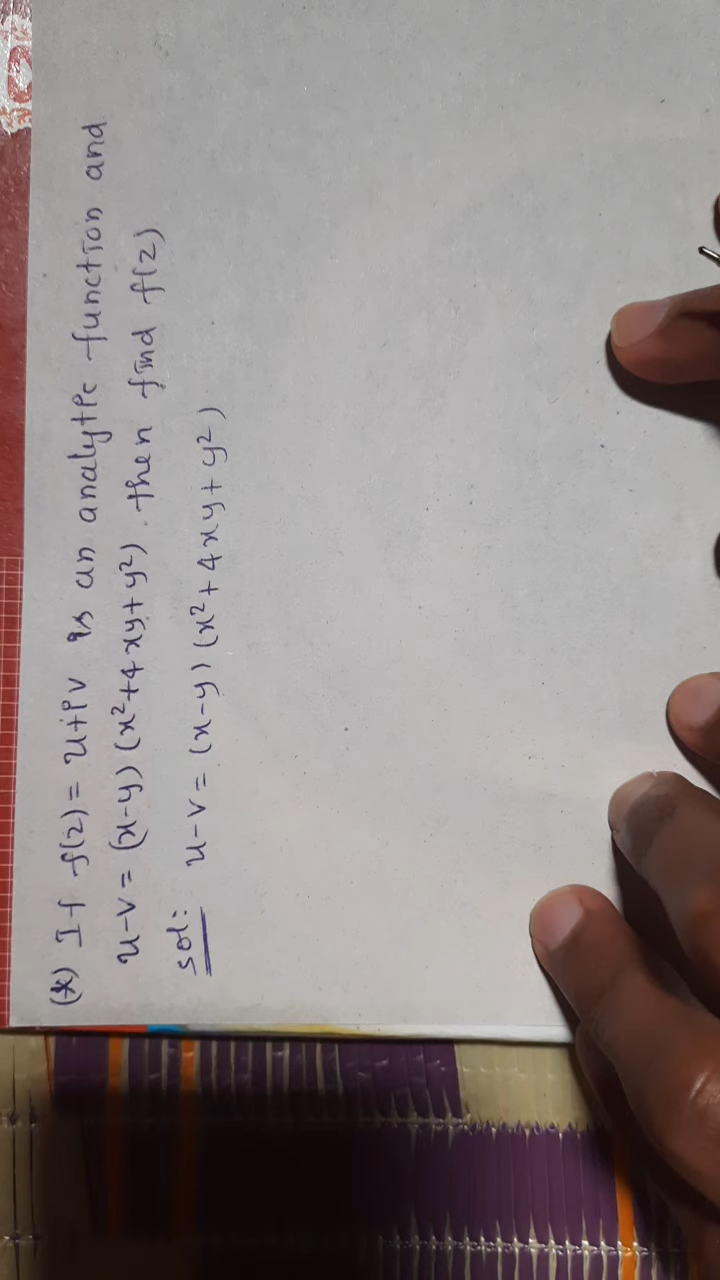 (*) If f(z) = u+iv is an analytic function and
u-v = (x-y) (x²+4xy+y²). then find f(z)
sol: u-v = (x-y) (x²+4xy+y²)